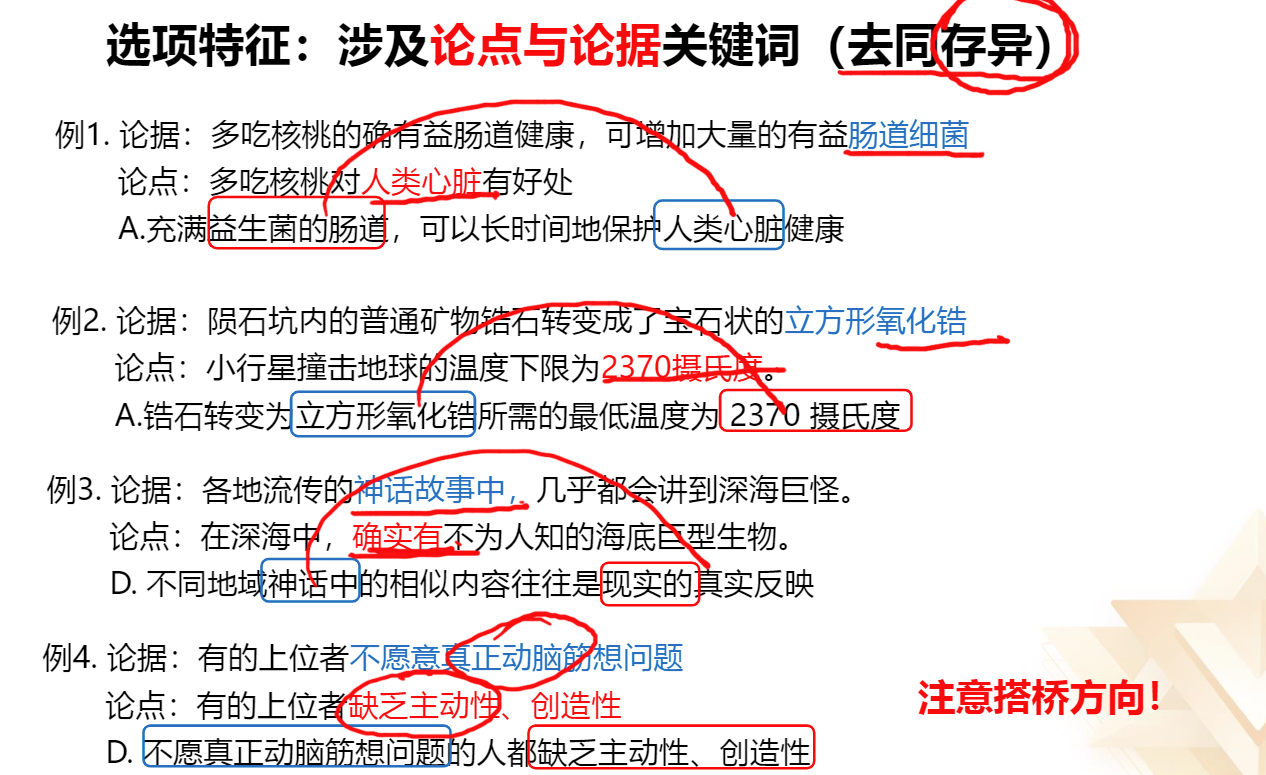 选项特征：涉及论点与论据关键词（去同存异）
例1. 论据：多吃核桃的确有益肠道健康，可增加大量的有益肠道细菌
论点：多吃核桃对人类心脏有好处
A.充满益生菌的肠道，可以长时间地保护人类心脏健康
例2. 论据：陨石坑内的普通矿物锆石转变成了宝石状的立方形氧化锆
论点：小行星撞击地球的温度下限为2370摄氏度。
A.锆石转变为立方形氧化锆所需的最低温度为 2370 摄氏度
例3. 论据：各地流传的神话故事中，几乎都会讲到深海巨怪。
论点：在深海中，确实有不为人知的海底巨型生物。
D. 不同地域神话中的相似内容往往是现实的真实反映
例4. 论据：有的上位者不愿意真正动脑筋想问题
论点：有的上位者缺乏主动性、创造性
D. 不愿真正动脑筋想问题的人都缺乏主动性、创造性
注意搭桥方向！